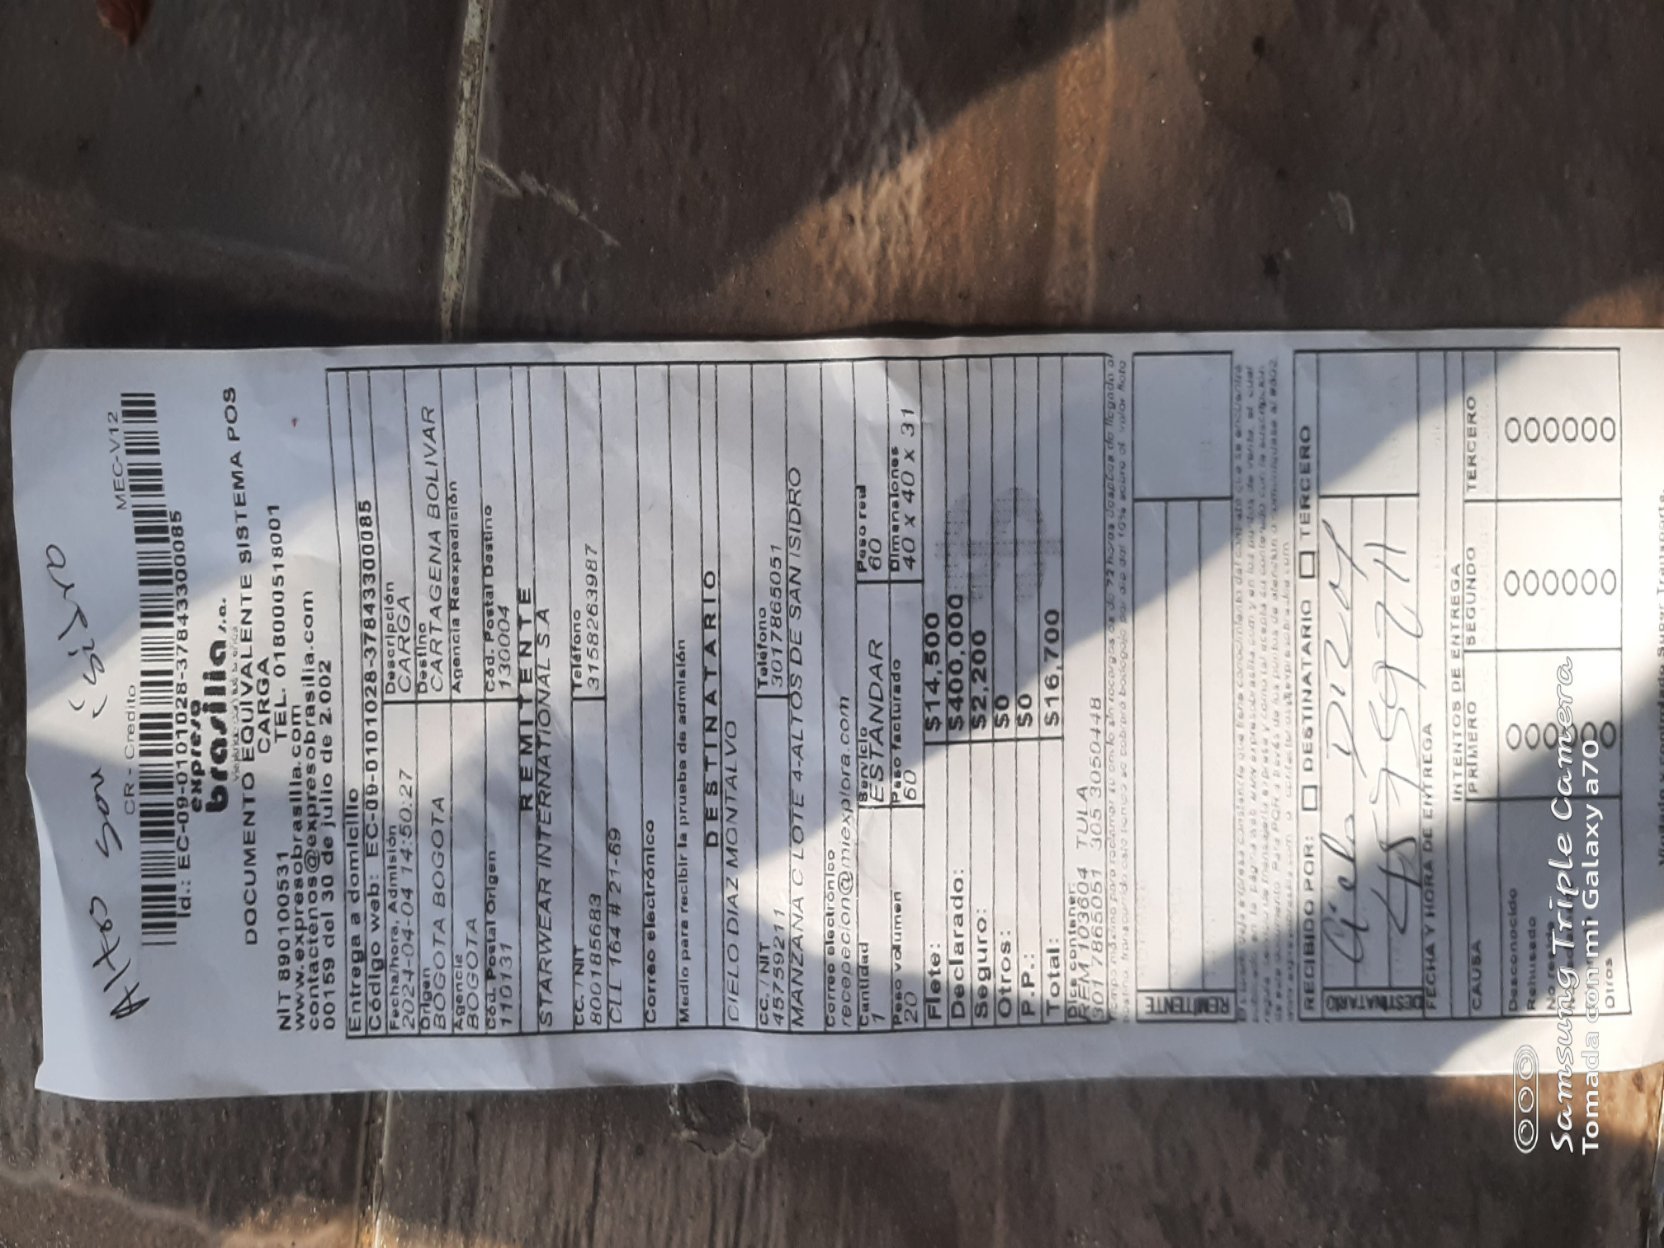 Alto San Isidro
CR - Credito MEC-V12
Id.: EC-09-0101028-378433000085
expreso
brasilia s.a.
DOCUMENTO EQUIVALENTE SISTEMA POS
CARGA
NIT 890100531 TEL. 018000518001
www.expresobrasilia.com
contactenos@expresobrasilia.com
00159 del 30 de julio de 2.002
Entrega a domicilio
Código web: EC-09-0101028-378433000085
Fecha/hora. Admisión Descripción
2024-04-04 14:50:27 CARGA
Origen Destino
BOGOTA BOGOTA CARTAGENA BOLIVAR
Agencia Agencia Reexpedición
BOGOTA
Cód. Postal Origen Cód. Postal Destino
110131 130004
REMITENTE
STARWEAR INTERNATIONAL S.A
CC. / NIT Teléfono
800185683 3158263987
CLL 164 # 21-69
Correo electrónico
Medio para recibir la prueba de admisión
DESTINATARIO
CIELO DIAZ MONTALVO
CC. / NIT Teléfono
45759211 3017865051
MANZANA C LOTE 4-ALTOS DE SAN ISIDRO
Correo electrónico
recepecion@miexplora.com
Cantidad Servicio Peso real
1 ESTANDAR 60
Peso volumen Peso facturado Dimensiones
20 60 40 x 40 x 31
Flete: $14,500
Declarado: $400,000
Seguro: $2,200
Otros: $0
P.P.: $0
Total: $16,700
Dice contener:
REM 103604 TULA
3017865051 305 3050448
REMITENTE
RECIBIDO POR: DESTINATARIO TERCERO
DESTINATARIO
FECHA Y HORA DE ENTREGA
INTENTOS DE ENTREGA
CAUSA PRIMERO SEGUNDO TERCERO
Desconocido
Rehusado
Otros
Samsung Triple Camera
Tomada con mi Galaxy a70